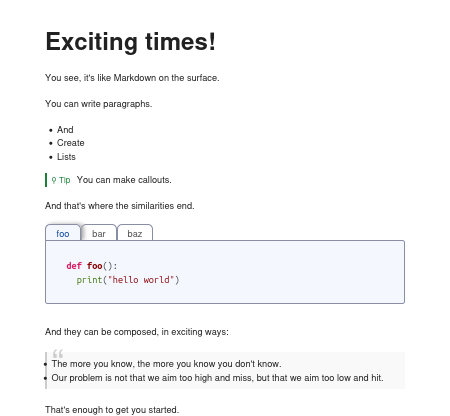 Exciting times!
You see, it's like Markdown on the surface.
You can write paragraphs.
• And
• Create
• Lists
Tip You can make callouts.
And that's where the similarities end.
foo bar baz
def foo():
print("hello world")
And they can be composed, in exciting ways:
“
• The more you know, the more you know you don't know.
• Our problem is not that we aim too high and miss, but that we aim too low and hit.
That's enough to get you started.